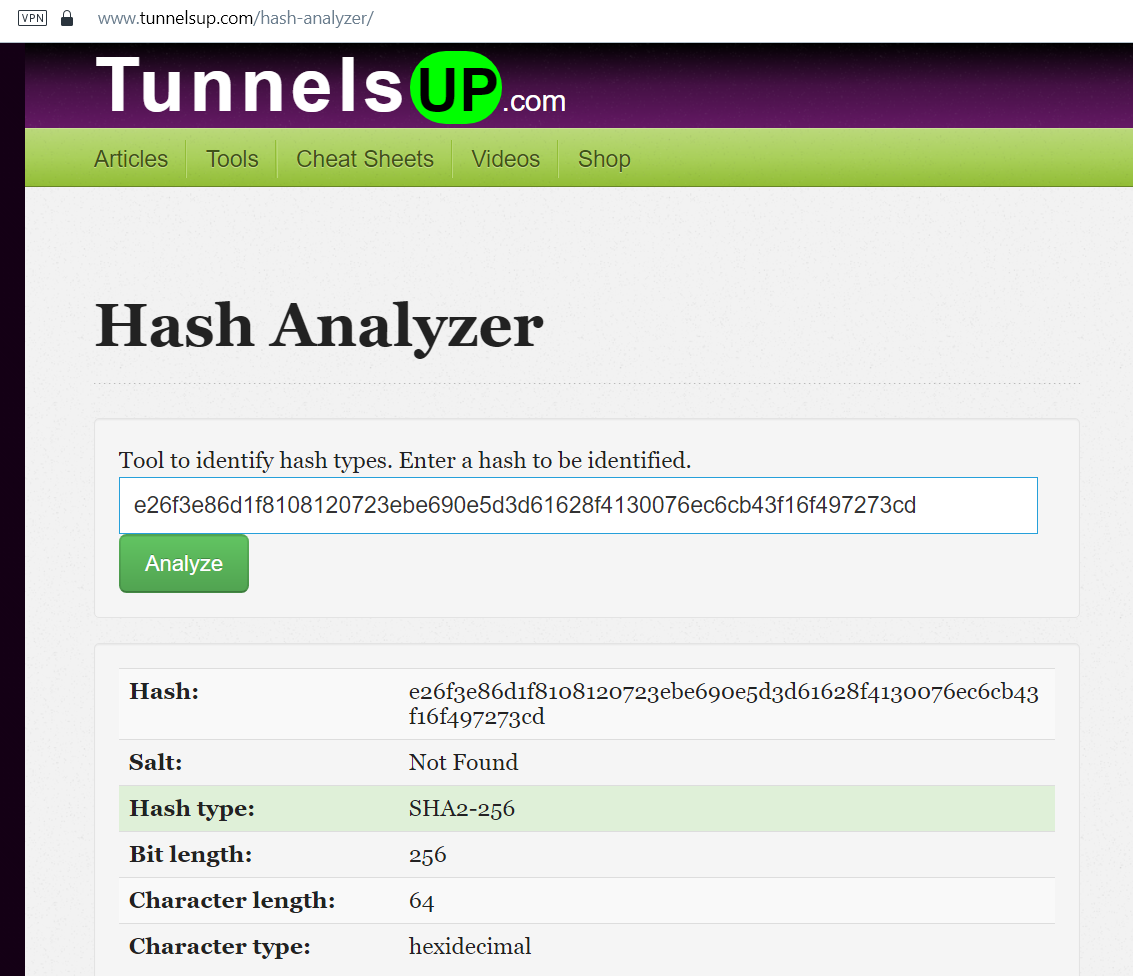 VPN www.tunnelsup.com/hash-analyzer/
TunnelsUP.com
Articles Tools Cheat Sheets Videos Shop
Hash Analyzer
Tool to identify hash types. Enter a hash to be identified.
e26f3e86d1f8108120723ebe690e5d3d61628f4130076ec6cb43f16f497273cd
Analyze
Hash: e26f3e86d1f8108120723ebe690e5d3d61628f4130076ec6cb43
f16f497273cd
Salt: Not Found
Hash type: SHA2-256
Bit length: 256
Character length: 64
Character type: hexidecimal